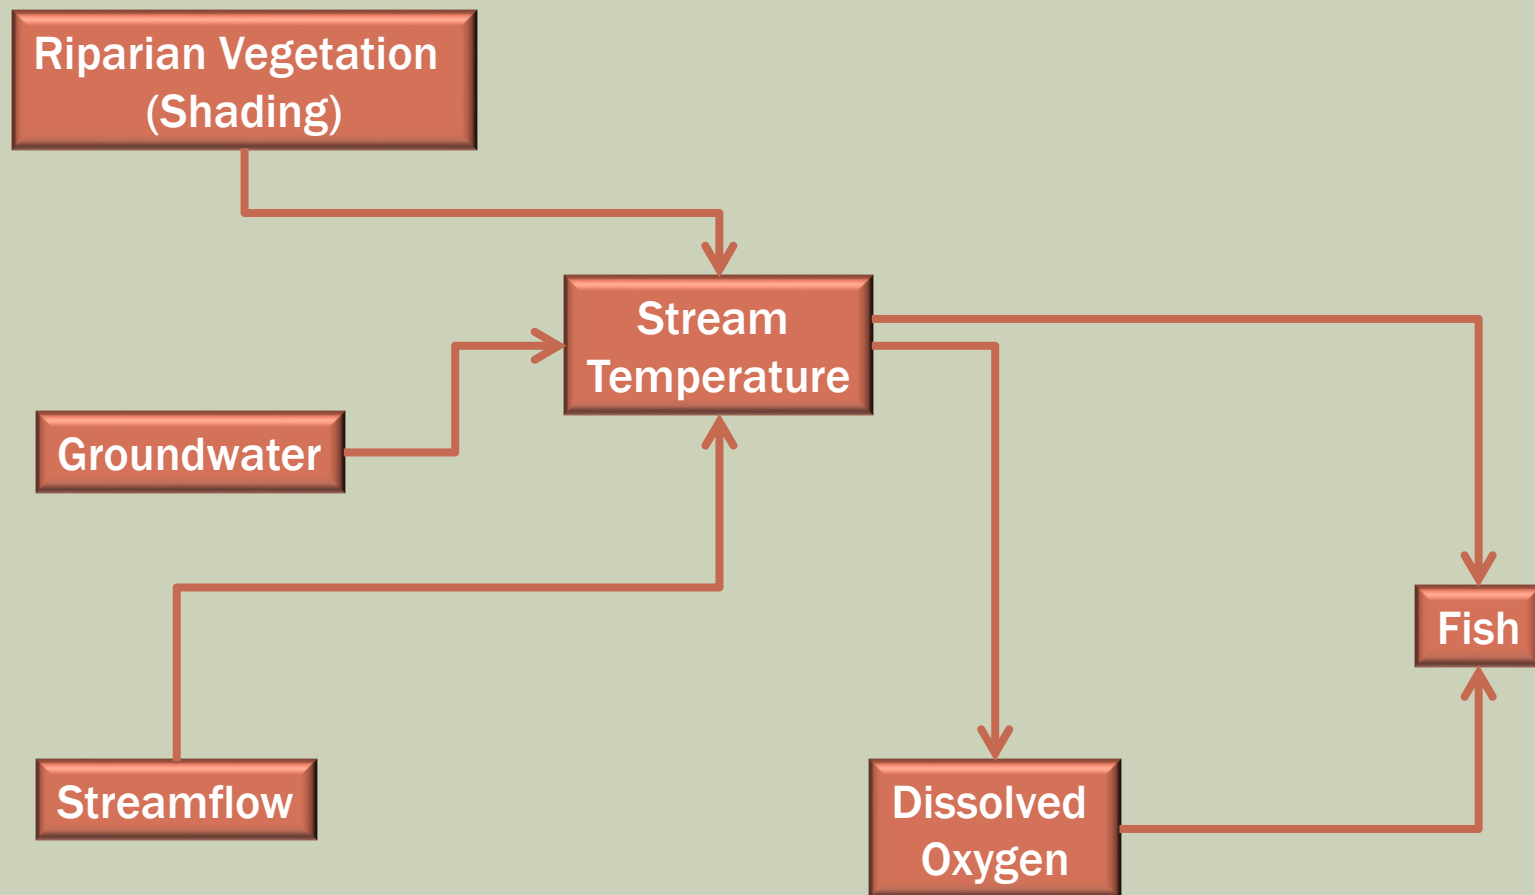 Riparian Vegetation
(Shading)
Stream
Temperature
Groundwater
Fish
Streamflow
Dissolved
Oxygen